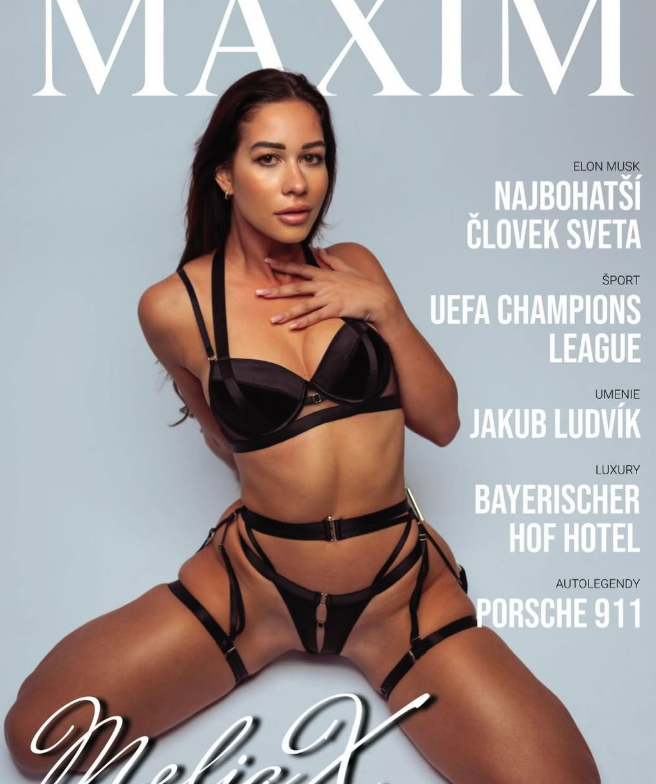 MAXIM
ELON MUSK
NAJBOHATŠÍ
ČLOVEK SVETA
ŠPORT
UEFA CHAMPIONS
LEAGUE
UMENIE
JAKUB LUDVÍK
LUXURY
BAYERISCHER
HOF HOTEL
AUTOLEGENDY
PORSCHE 911
Melia X